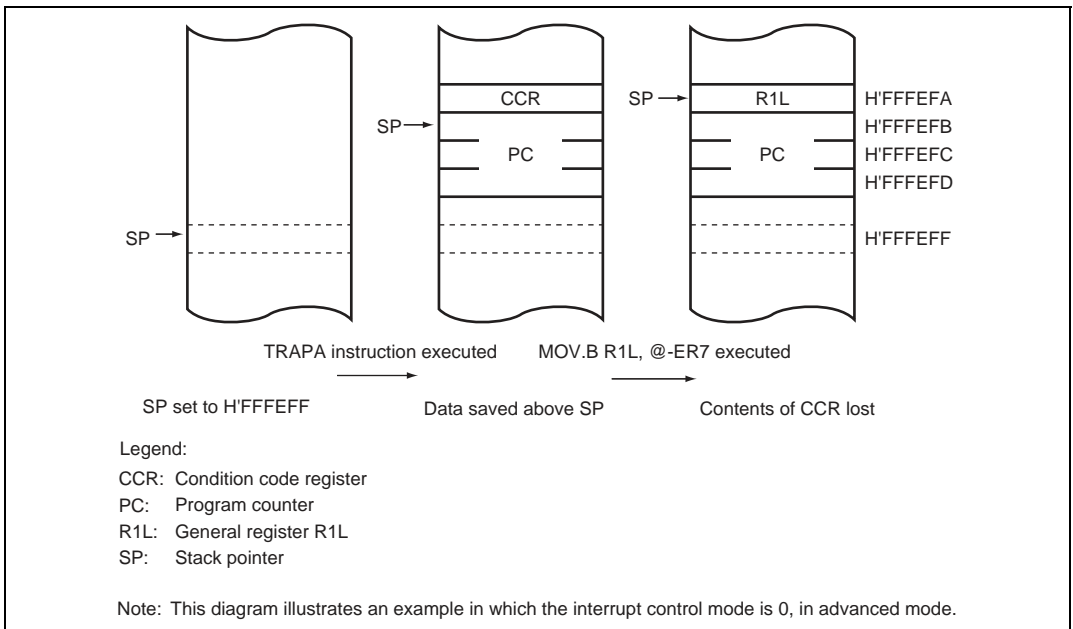 CCR
SP
R1L
H'FFFEFA
SP
H'FFFEFB
PC
PC
H'FFFEFC
H'FFFEFD
SP
H'FFFEFF
TRAPA instruction executed
MOV.B R1L, @-ER7 executed
SP set to H'FFFEFF
Data saved above SP
Contents of CCR lost
Legend:
CCR: Condition code register
PC: Program counter
R1L: General register R1L
SP: Stack pointer
Note: This diagram illustrates an example in which the interrupt control mode is 0, in advanced mode.